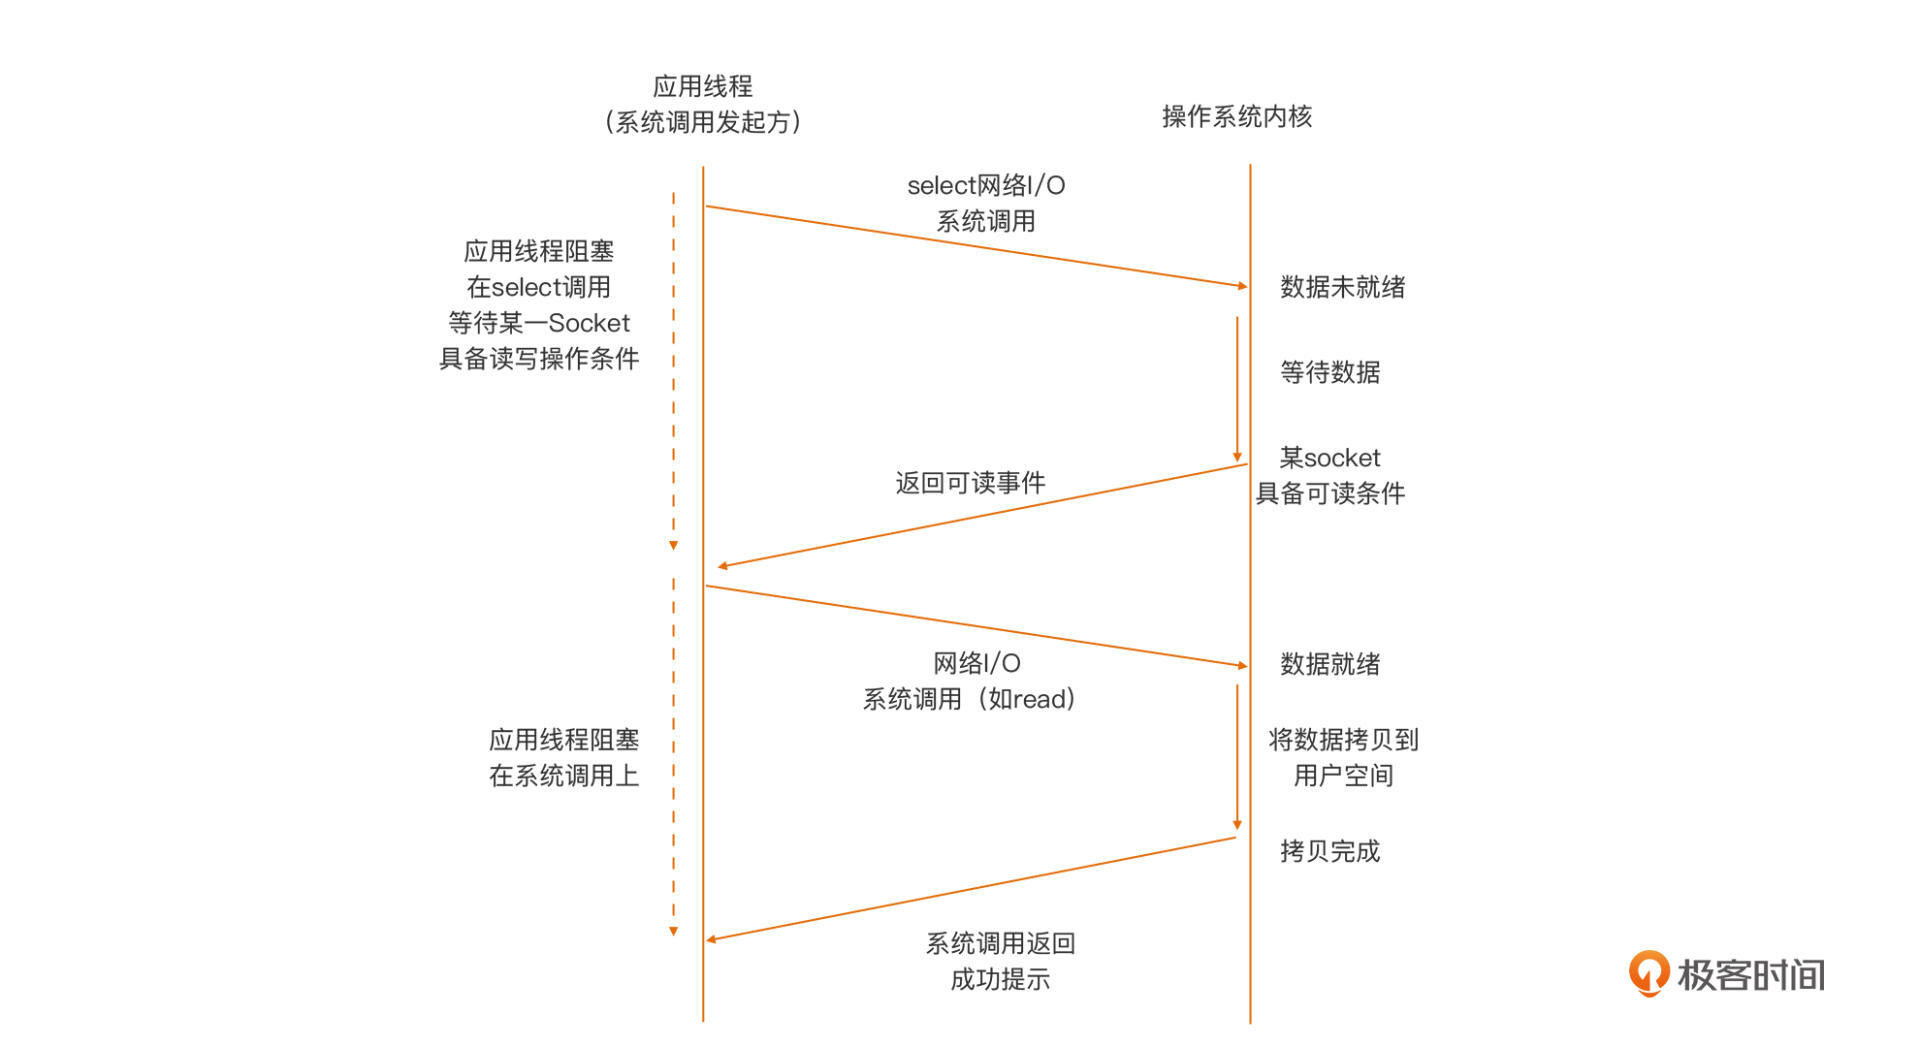 应用线程
（系统调用发起方）
操作系统内核
select网络I/O
系统调用
应用线程阻塞
在select调用
等待某一Socket
具备读写操作条件
数据未就绪
等待数据
某socket
具备可读条件
返回可读事件
网络I/O
系统调用（如read）
数据就绪
应用线程阻塞
在系统调用上
将数据拷贝到
用户空间
拷贝完成
系统调用返回
成功提示
极客时间